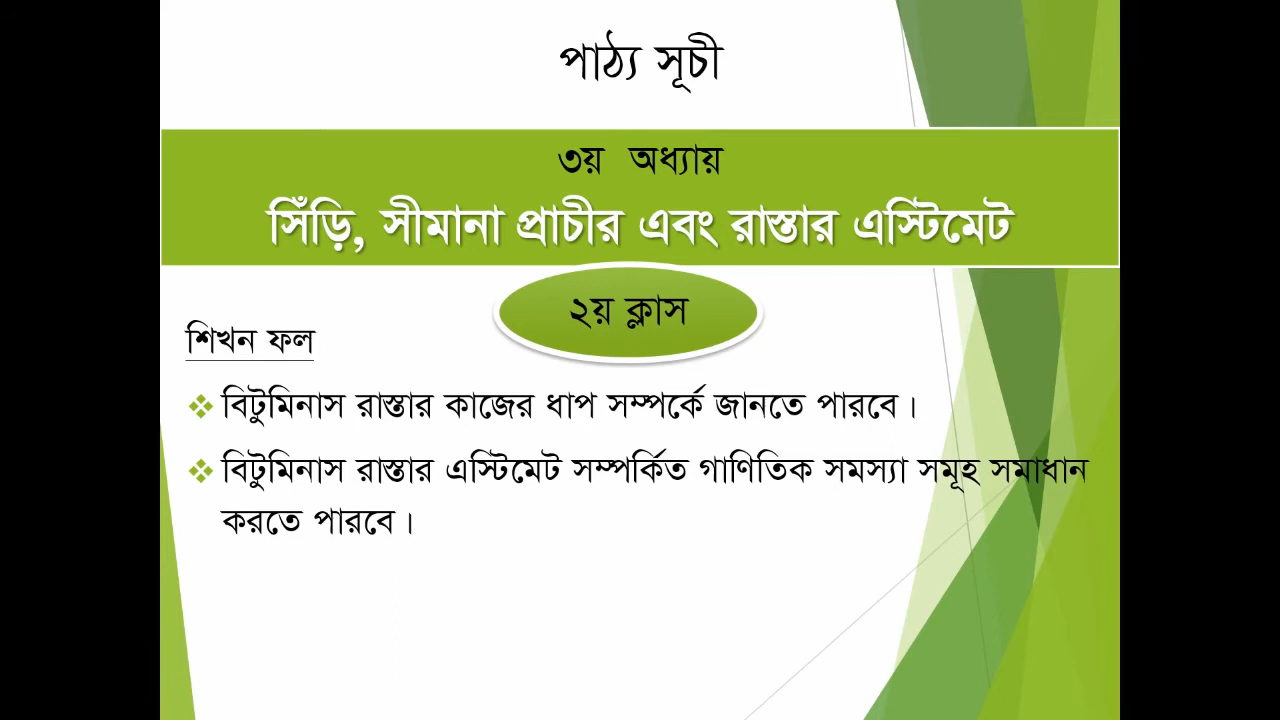 পাঠ্য সূচী
৩য় অধ্যায়
সিঁড়ি, সীমানা প্রাচীর এবং রাস্তার এস্টিমেট
২য় ক্লাস
শিখন ফল
❖ বিটুমিনাস রাস্তার কাজের ধাপ সম্পর্কে জানতে পারবে।
❖ বিটুমিনাস রাস্তার এস্টিমেট সম্পর্কিত গাণিতিক সমস্যা সমূহ সমাধান
করতে পারবে।